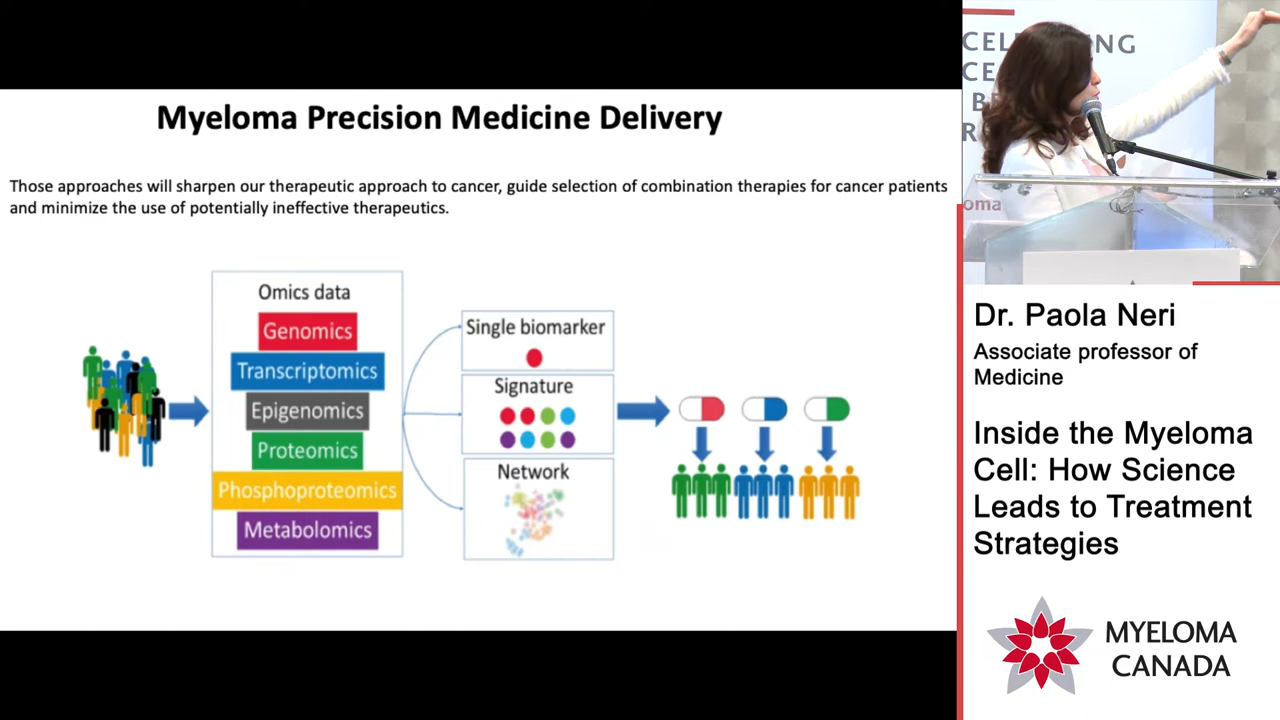 Myeloma Precision Medicine Delivery
Those approaches will sharpen our therapeutic approach to cancer, guide selection of combination therapies for cancer patients
and minimize the use of potentially ineffective therapeutics.
Omics data
Genomics
Transcriptomics
Epigenomics
Proteomics
Phosphoproteomics
Metabolomics
Single biomarker
Signature
Network
Dr. Paola Neri
Associate professor of
Medicine
Inside the Myeloma
Cell: How Science
Leads to Treatment
Strategies
MYELOMA
CANADA